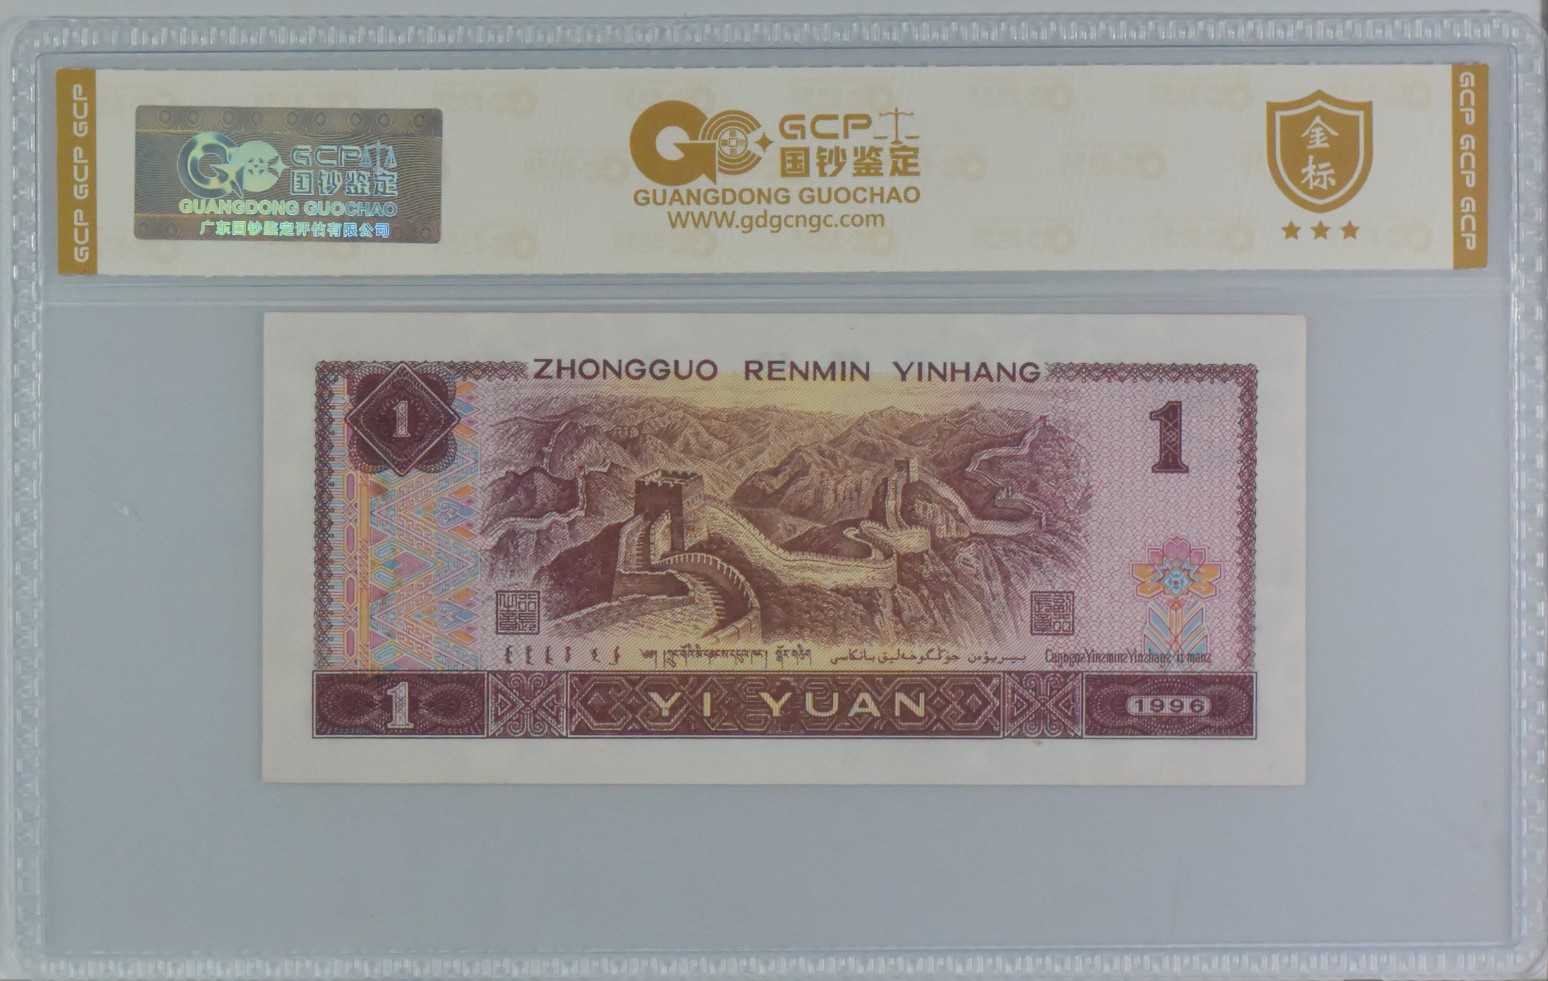 GCP GCP GCP
GCP
国钞鉴定
GUANGDONG GUOCHAO
广东国钞鉴定评估有限公司
GCP
国钞鉴定
GUANGDONG GUOCHAO
WWW.gdgcngc.com
金
标
GCP GCP GCP
ZHONGGUO RENMIN YINHANG
1
1
1
YI YUAN
1996